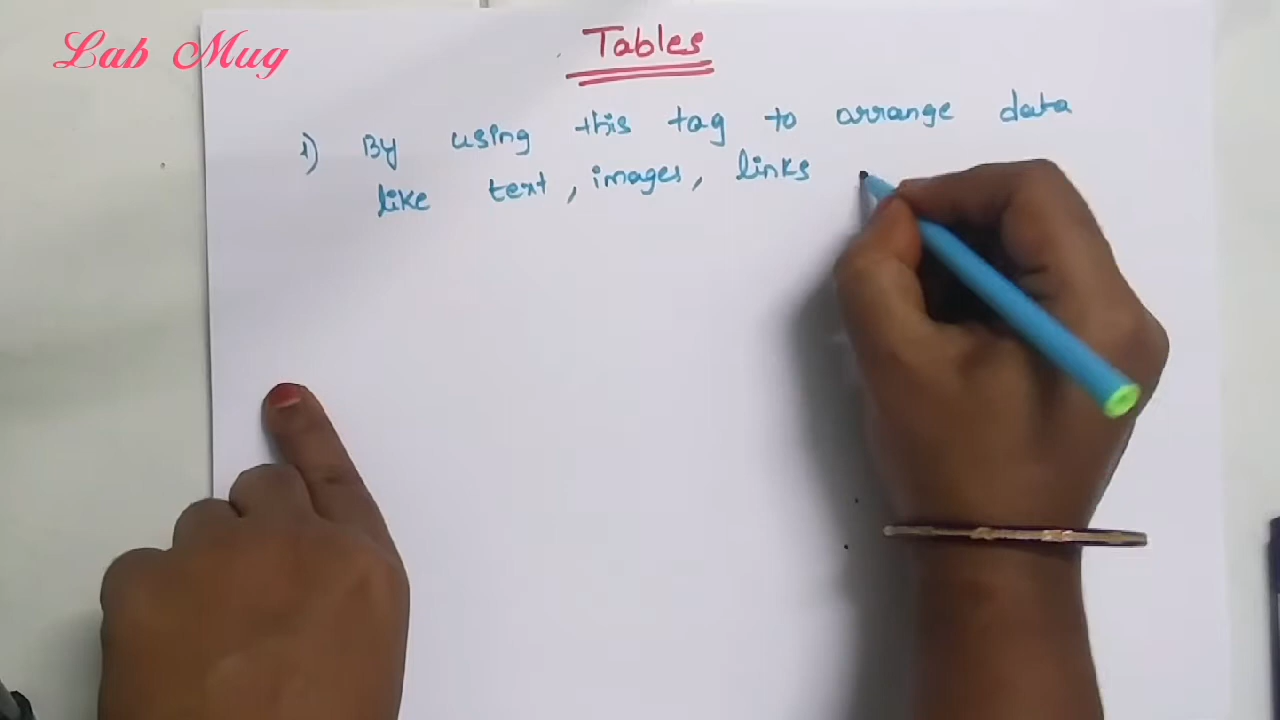 Lab Mug
Tables
1) By using this tag to arrange data
like text, images, links